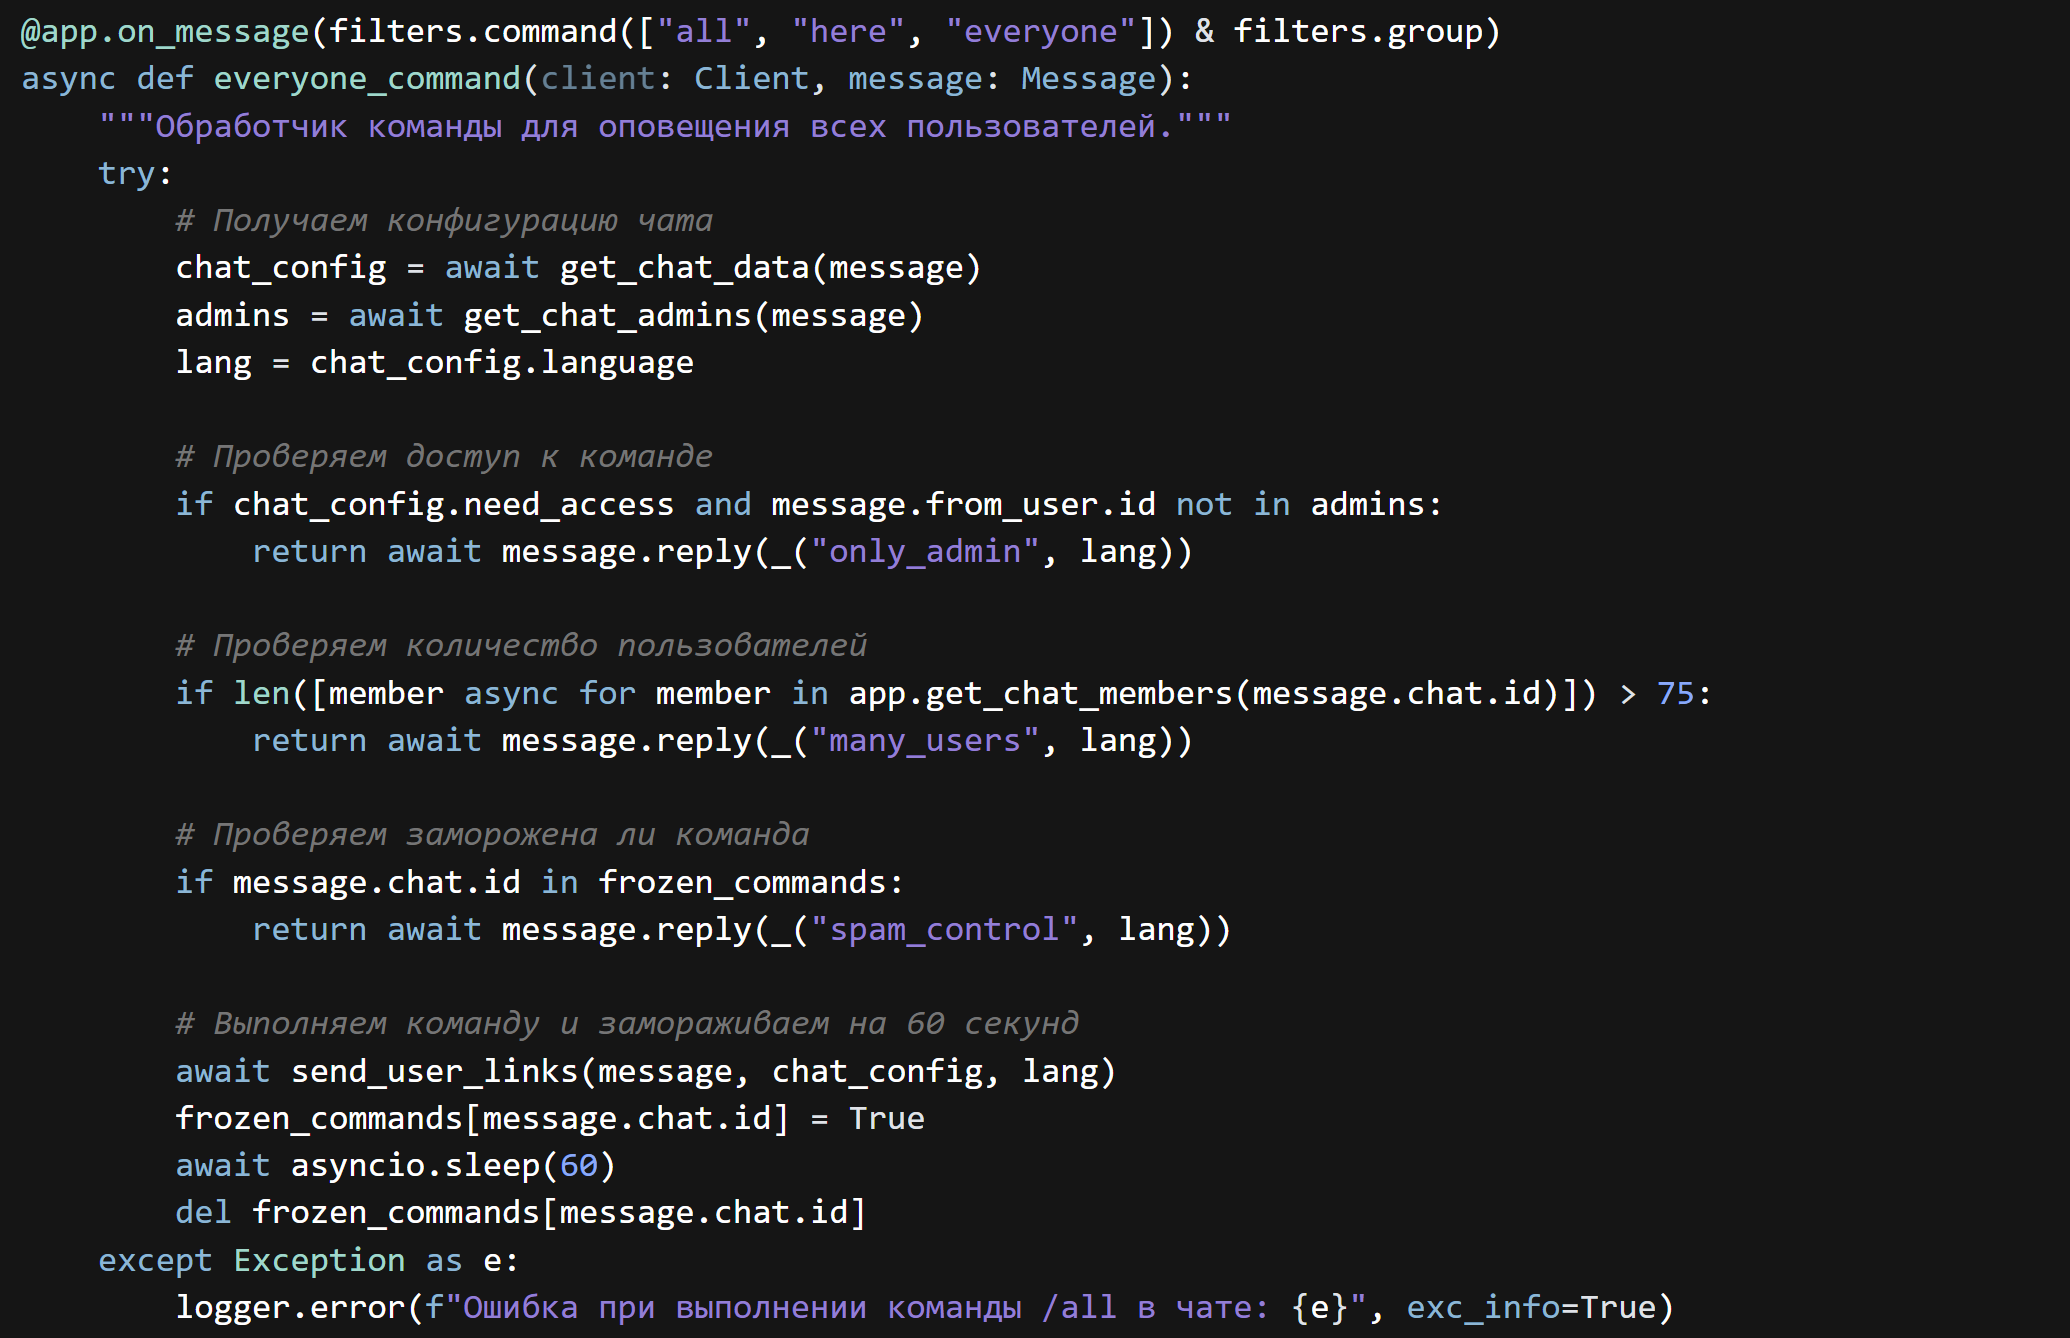 @app.on_message(filters.command(["all", "here", "everyone"]) & filters.group)
async def everyone_command(client: Client, message: Message):
    """Обработчик команды для оповещения всех пользователей."""
    try:
        # Получаем конфигурацию чата
        chat_config = await get_chat_data(message)
        admins = await get_chat_admins(message)
        lang = chat_config.language

        # Проверяем доступ к команде
        if chat_config.need_access and message.from_user.id not in admins:
            return await message.reply(_("only_admin", lang))

        # Проверяем количество пользователей
        if len([member async for member in app.get_chat_members(message.chat.id)]) > 75:
            return await message.reply(_("many_users", lang))

        # Проверяем заморожена ли команда
        if message.chat.id in frozen_commands:
            return await message.reply(_("spam_control", lang))

        # Выполняем команду и замораживаем на 60 секунд
        await send_user_links(message, chat_config, lang)
        frozen_commands[message.chat.id] = True
        await asyncio.sleep(60)
        del frozen_commands[message.chat.id]
    except Exception as e:
        logger.error(f"Ошибка при выполнении команды /all в чате: {e}", exc_info=True)